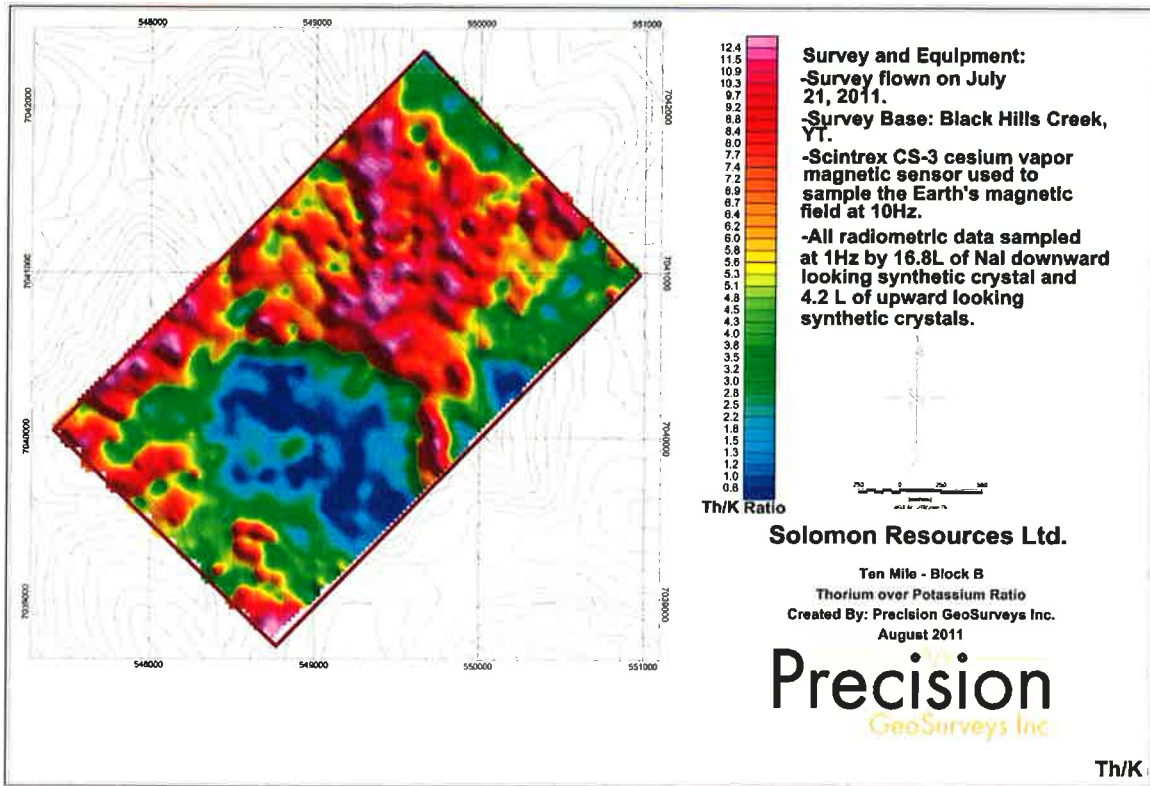 548000
549000
550000
551000
7042000
7042000
7041000
7041000
7040000
7040000
7039000
7039000
548000
549000
550000
551000
12.4
11.5
10.9
10.3
9.7
9.2
8.8
8.4
8.0
7.7
7.4
7.2
6.9
6.7
6.4
6.2
6.0
5.8
5.6
5.3
5.1
4.8
4.5
4.3
4.0
3.8
3.5
3.2
3.0
2.8
2.5
2.2
1.8
1.5
1.3
1.2
1.0
0.8
Th/K Ratio
Survey and Equipment:
-Survey flown on July
21, 2011.
-Survey Base: Black Hills Creek,
YT.
-Scintrex CS-3 cesium vapor
magnetic sensor used to
sample the Earth's magnetic
field at 10Hz.
-All radiometric data sampled
at 1Hz by 16.8L of NaI downward
looking synthetic crystal and
4.2 L of upward looking
synthetic crystals.
250 0 250 500
Solomon Resources Ltd.
Ten Mile - Block B
Thorium over Potassium Ratio
Created By: Precision GeoSurveys Inc.
August 2011
Precision
GeoSurveys Inc
Th/K